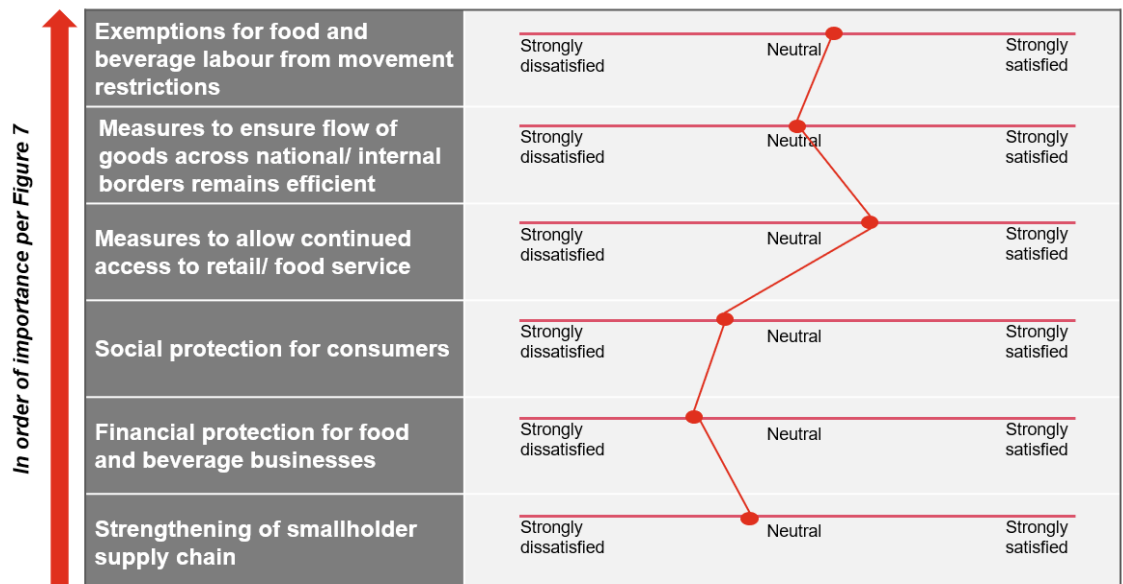 In order of importance per Figure 7
Exemptions for food and
beverage labour from movement
restrictions
Strongly
dissatisfied
Neutral
Strongly
satisfied
Measures to ensure flow of
goods across national/ internal
borders remains efficient
Strongly
dissatisfied
Neutral
Strongly
satisfied
Measures to allow continued
access to retail/ food service
Strongly
dissatisfied
Neutral
Strongly
satisfied
Social protection for consumers
Strongly
dissatisfied
Neutral
Strongly
satisfied
Financial protection for food
and beverage businesses
Strongly
dissatisfied
Neutral
Strongly
satisfied
Strengthening of smallholder
supply chain
Strongly
dissatisfied
Neutral
Strongly
satisfied